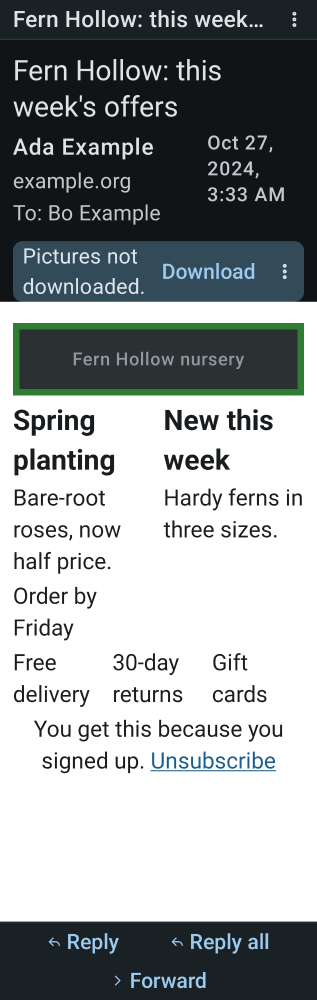 Fern Hollow: this week...
Fern Hollow: this
week's offers
Ada Example
example.org
To: Bo Example
Oct 27,
2024,
3:33 AM
Pictures not
downloaded.
Download
Fern Hollow nursery
Spring
planting
Bare-root
roses, now
half price.
Order by
Friday
New this
week
Hardy ferns in
three sizes.
Free
delivery
30-day
returns
Gift
cards
You get this because you
signed up. Unsubscribe
Reply
Reply all
Forward